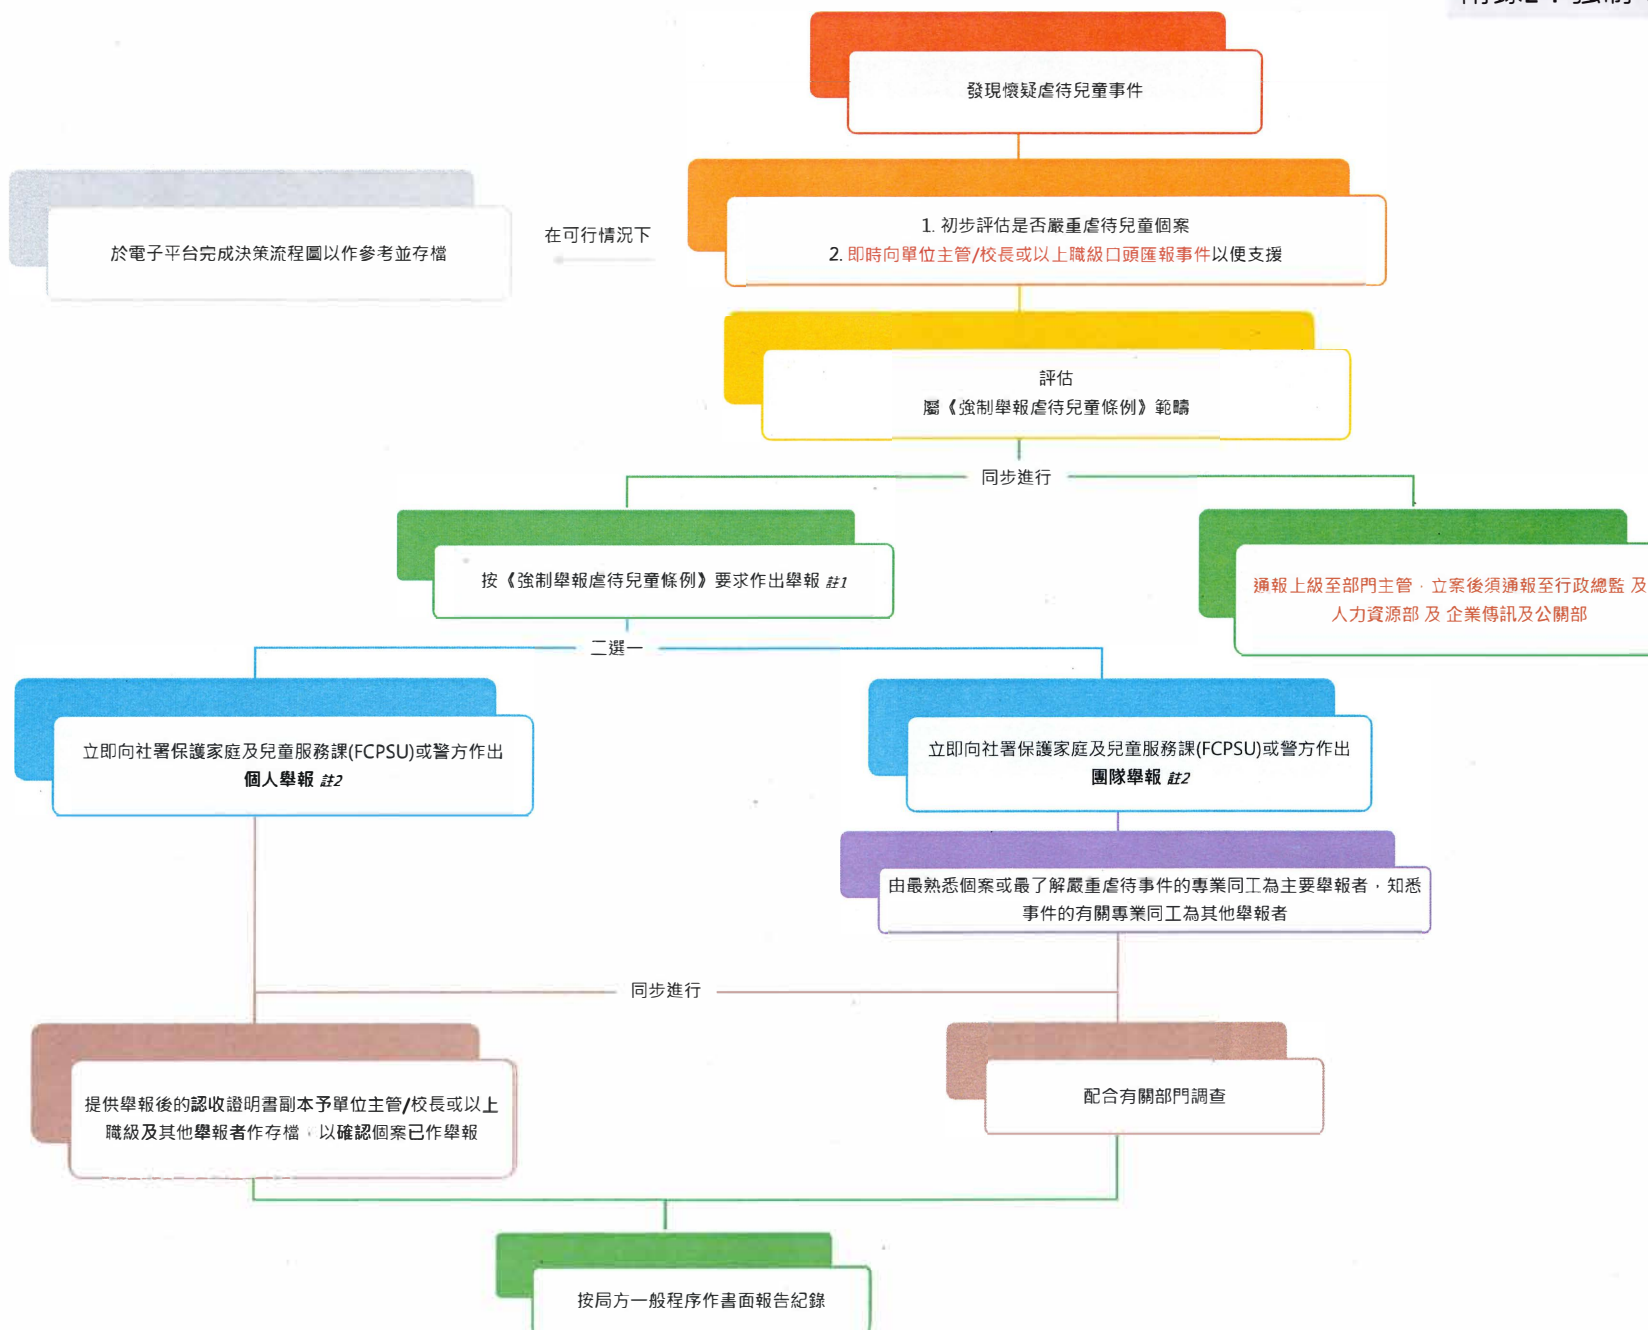 發現懷疑虐待兒童事件
1. 初步評估是否嚴重虐待兒童個案
2. 即時向單位主管/校長或以上職級口頭匯報事件以便支援
在可行情況下
於電子平台完成決策流程圖以作參考並存檔
評估
屬《強制舉報虐待兒童條例》範疇
同步進行
按《強制舉報虐待兒童條例》要求作出舉報 註1
通報上級至部門主管，立案後須通報至行政總監 及
人力資源部 及 企業傳訊及公關部
二選一
立即向社署保護家庭及兒童服務課(FCPSU)或警方作出
個人舉報 註2
立即向社署保護家庭及兒童服務課(FCPSU)或警方作出
團隊舉報 註2
由最熟悉個案或最了解嚴重虐待事件的專業同工為主要舉報者，知悉
事件的有關專業同工為其他舉報者
同步進行
提供舉報後的認收證明書副本予單位主管/校長或以上
職級及其他舉報者作存檔，以確認個案已作舉報
配合有關部門調查
按局方一般程序作書面報告紀錄